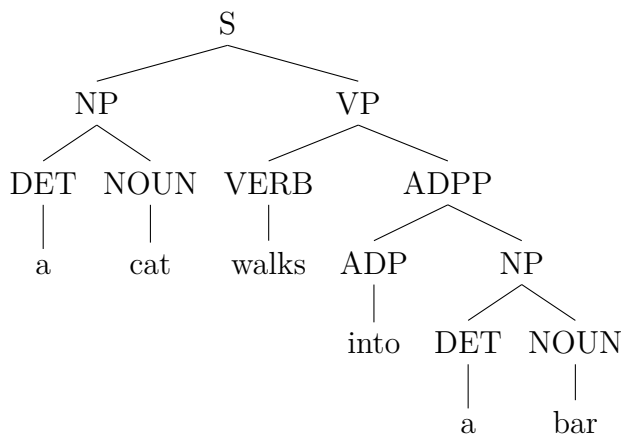 S
NP VP
DET NOUN VERB ADPP
a cat walks ADP NP
into DET NOUN
a bar